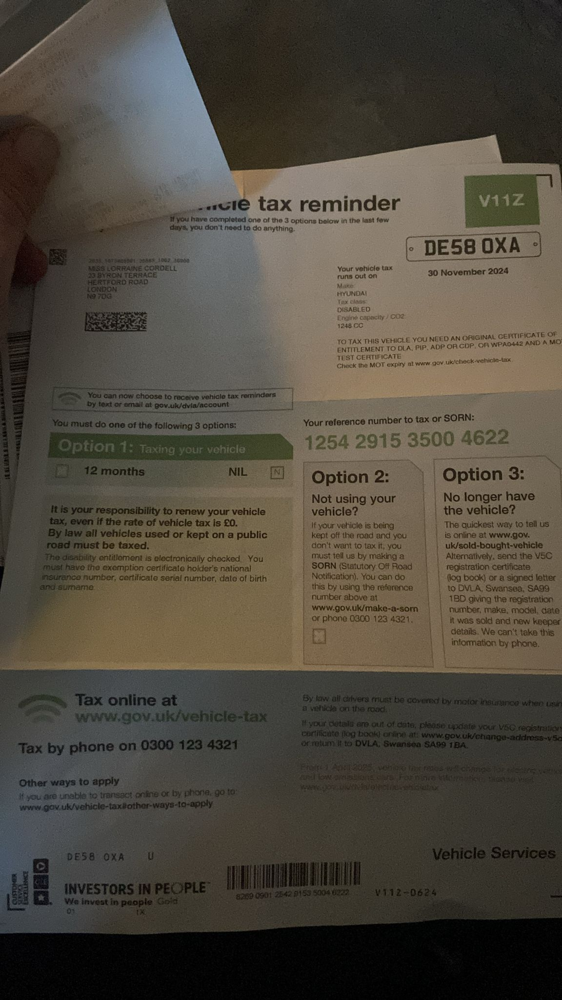 tax reminder
If you have completed one of the 3 options below in the last few
days, you don't need to do anything.
V11Z
DE58 OXA
MISS LORRAINE CORDELL
23 BYRON TERRACE
HERTFORD ROAD
LONDON
N9 7DG
Your vehicle tax
runs out on
30 November 2024
Make:
HYUNDAI
Tax class:
DISABLED
Engine capacity / CO2:
1248 CC
TO TAX THIS VEHICLE YOU NEED AN ORIGINAL CERTIFICATE OF
ENTITLEMENT TO DLA, PIP, ADP OR CDP, OR WPA0442 AND A MO
TEST CERTIFICATE
Check the MOT expiry at www.gov.uk/check-vehicle-tax.
You can now choose to receive vehicle tax reminders
by text or email at gov.uk/dvla/account
You must do one of the following 3 options:
Option 1: Taxing your vehicle
12 months NIL N
It is your responsibility to renew your vehicle
tax, even if the rate of vehicle tax is £0.
By law all vehicles used or kept on a public
road must be taxed.
The disability entitlement is electronically checked. You
must have the exemption certificate holder's national
insurance number, certificate serial number, date of birth
and surname.
Your reference number to tax or SORN:
1254 2915 3500 4622
Option 2:
Not using your
vehicle?
If your vehicle is being
kept off the road and you
don't want to tax it, you
must tell us by making a
SORN (Statutory Off Road
Notification). You can do
this by using the reference
number above at
www.gov.uk/make-a-sorn
or phone 0300 123 4321.
Option 3:
No longer have
the vehicle?
The quickest way to tell us
is online at www.gov.
uk/sold-bought-vehicle
Alternatively, send the V5C
registration certificate
(log book) or a signed letter
to DVLA, Swansea, SA99
1BD giving the registration
number, make, model, date
it was sold and new keeper
details. We can't take this
information by phone.
Tax online at
www.gov.uk/vehicle-tax
Tax by phone on 0300 123 4321
Other ways to apply
If you are unable to transact online or by phone, go to:
www.gov.uk/vehicle-tax#other-ways-to-apply
By law all drivers must be covered by motor insurance when usin
a vehicle on the road.
If your details are out of date, please update your V5C registration
certificate (log book) online at: www.gov.uk/change-address-v5c
or return it to DVLA, Swansea SA99 1BA.
From 1 April 2025, vehicle tax rates will change for
and low emissions cars. For more information, please visit
DE58 OXA U
CUSTOMER
SERVICE
EXCELLENCE
INVESTORS IN PEOPLE™
We invest in people Gold
01 1X
8269 0901 2542 9153 5004 6222
V11Z-0624
Vehicle Services